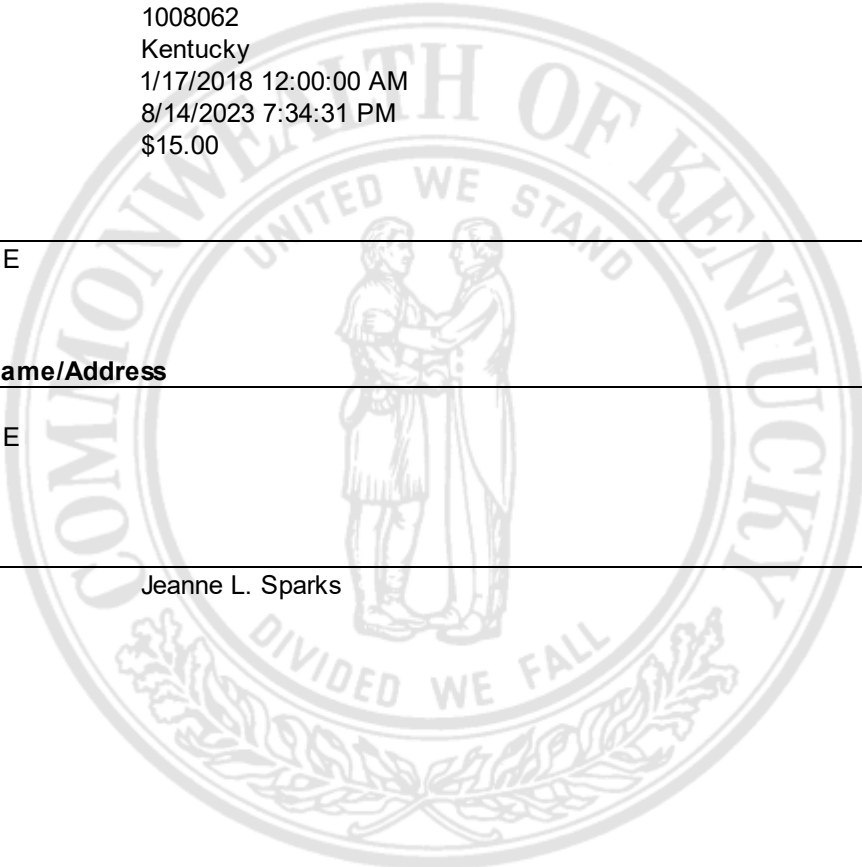 1008062
Kentucky
1/17/2018 12:00:00 AM
8/14/2023 7:34:31 PM
$15.00
E
ame/Address
E
Jeanne L. Sparks
COMMONWEALTH OF KENTUCKY
UNITED WE STAND
DIVIDED WE FALL